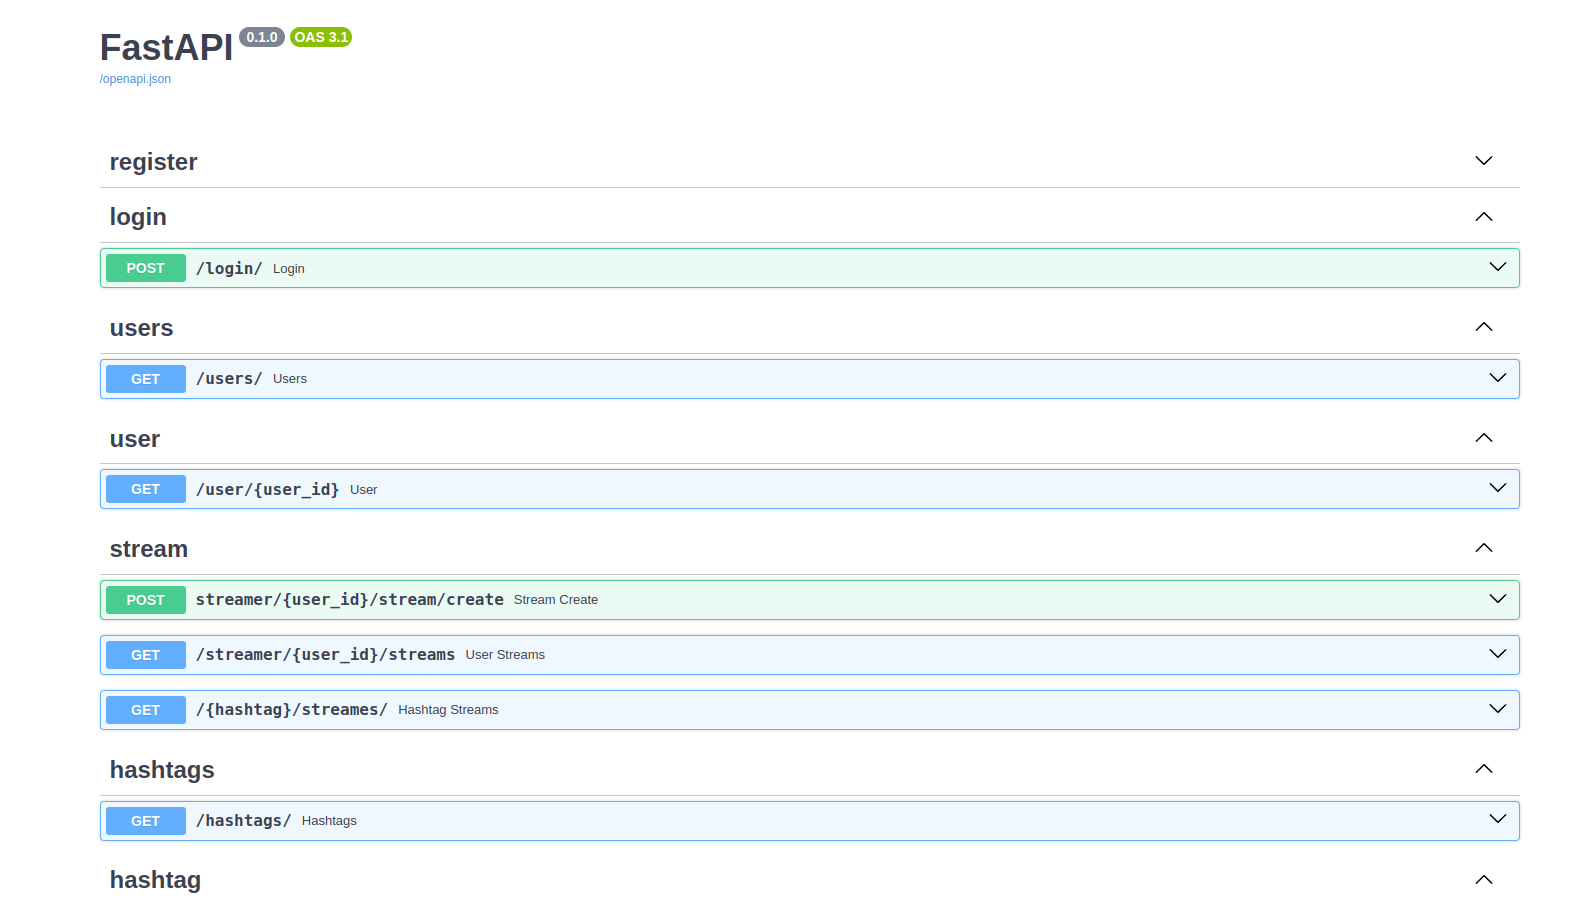 FastAPI 0.1.0 OAS 3.1
/openapi.json
register
login
POST /login/ Login
users
GET /users/ Users
user
GET /user/{user_id} User
stream
POST streamer/{user_id}/stream/create Stream Create
GET /streamer/{user_id}/streams User Streams
GET /{hashtag}/streames/ Hashtag Streams
hashtags
GET /hashtags/ Hashtags
hashtag